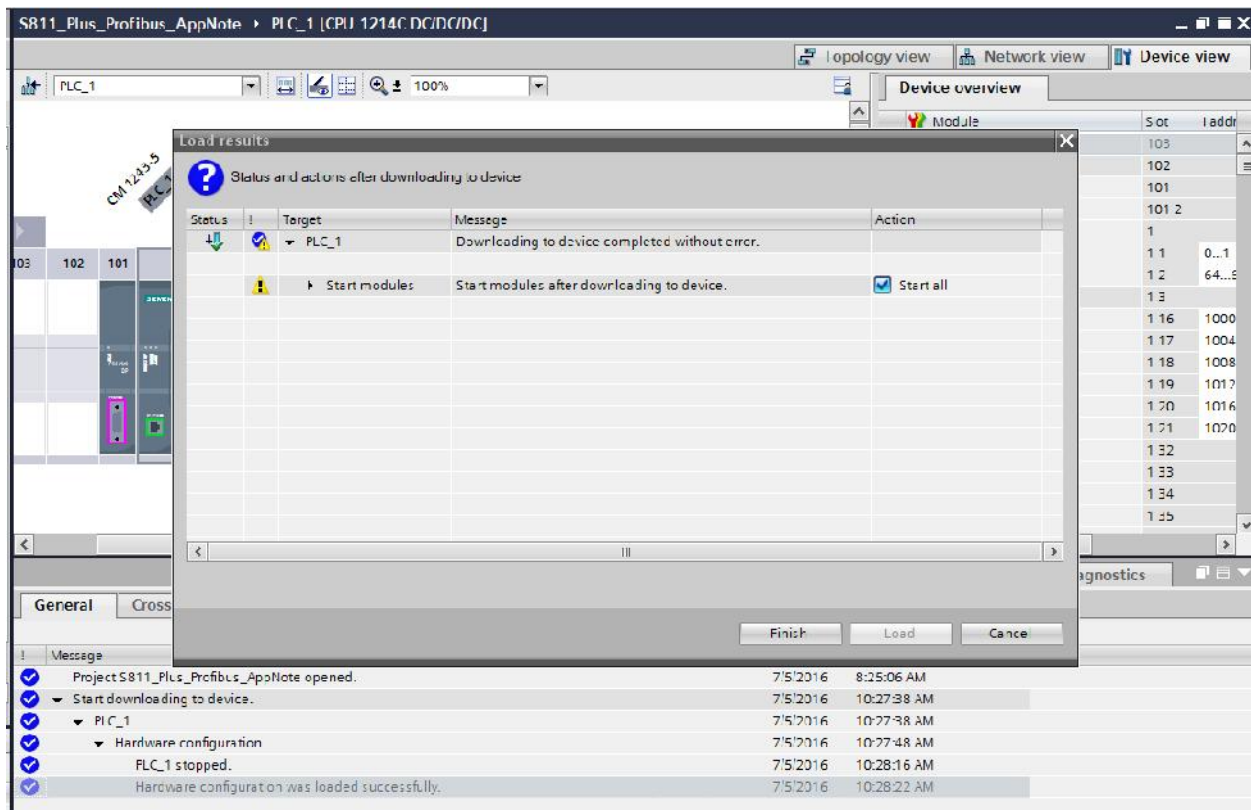 S811_Plus_Profibus_AppNote ▸ PLC_1 [CPU 1214C DC/DC/DC]
Topology view Network view Device view
PLC_1 100% Device overview
Module Slot I addr
Load results
103
CM 1243-5
PLC_1
Status and actions after downloading to device
102
101
Status ! Target Message Action
101 2
PLC_1 Downloading to device completed without error.
1
1 1 0...1
103 102 101
1 2
Start modules Start modules after downloading to device. Start all
1 3
SIEMENS
1 16 1000
1 17 1004
1 18 1008
1 19 1012
1 20 1016
1 21 1020
1 32
1 33
1 34
1 35
agnostics
General Cross
Finish Load Cancel
! Message
Project S811_Plus_Profibus_AppNote opened. 7/5/2016 8:25:06 AM
Start downloading to device. 7/5/2016 10:27:38 AM
PLC_1 7/5/2016 10:27:38 AM
Hardware configuration 7/5/2016 10:27:48 AM
PLC_1 stopped. 7/5/2016 10:28:16 AM
Hardware configuration was loaded successfully. 7/5/2016 10:28:22 AM